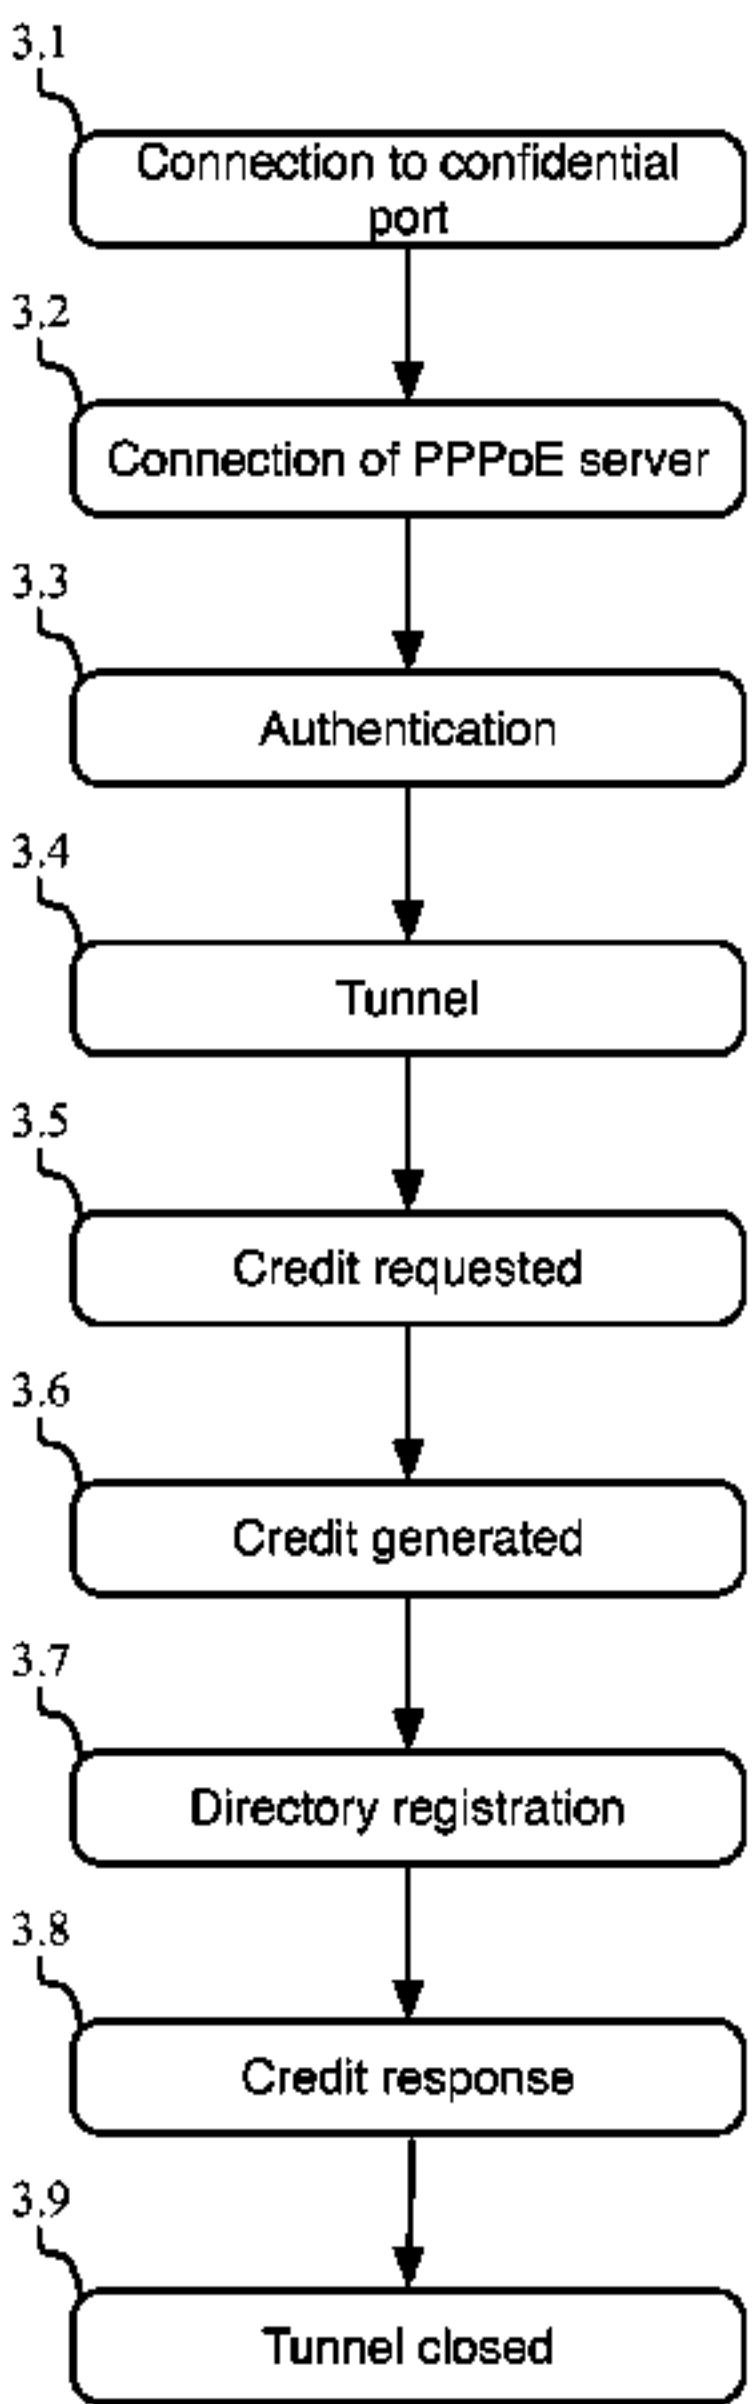 3.1
Connection to confidential
port
3.2
Connection of PPPoE server
3.3
Authentication
3.4
Tunnel
3.5
Credit requested
3.6
Credit generated
3.7
Directory registration
3.8
Credit response
3.9
Tunnel closed